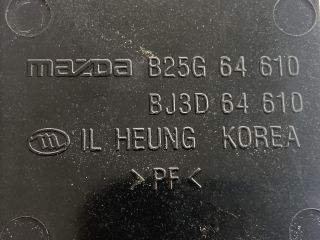 mazda B25G 64 610
BJ3D 64 610
IL HEUNG KOREA
>PF<